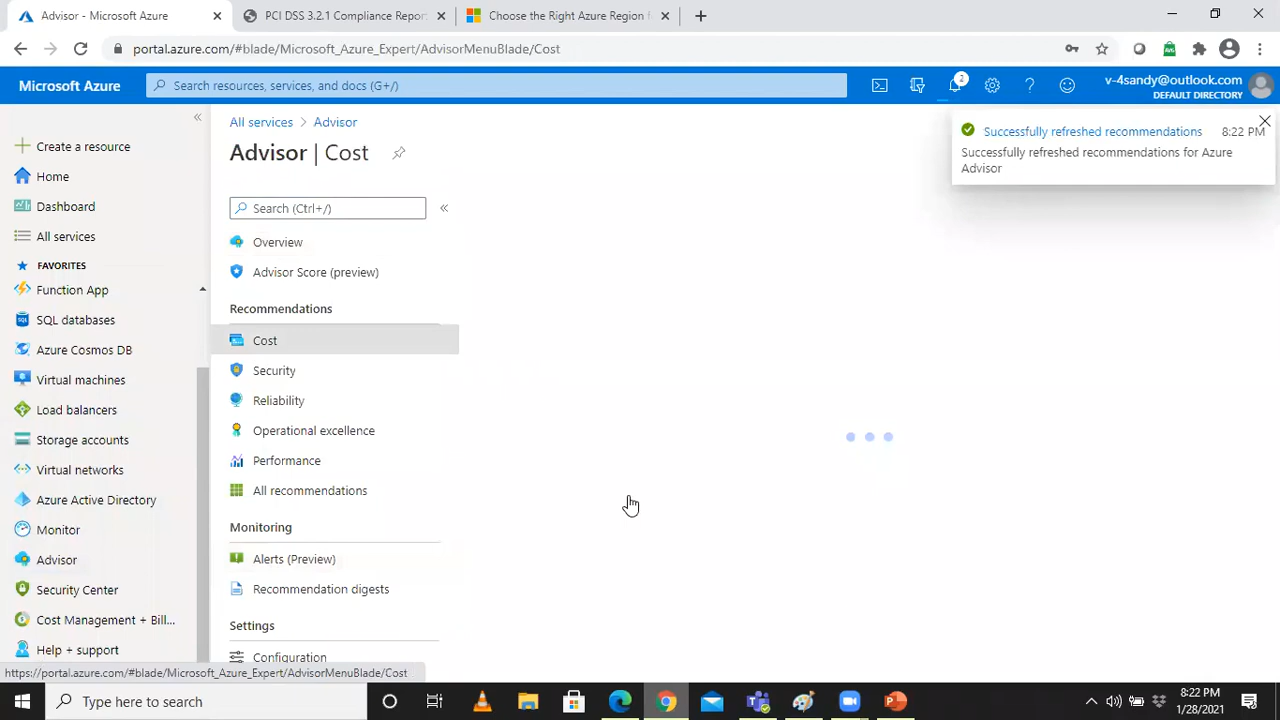 Advisor - Microsoft Azure
PCI DSS 3.2.1 Compliance Repor
Choose the Right Azure Region f
portal.azure.com/#blade/Microsoft_Azure_Expert/AdvisorMenuBlade/Cost
Microsoft Azure
Search resources, services, and docs (G+/)
2
v-4sandy@outlook.com
DEFAULT DIRECTORY
All services > Advisor
Advisor | Cost
Successfully refreshed recommendations 8:22 PM
Successfully refreshed recommendations for Azure
Advisor
Create a resource
Home
Dashboard
All services
FAVORITES
Function App
SQL databases
Azure Cosmos DB
Virtual machines
Load balancers
Storage accounts
Virtual networks
Azure Active Directory
Monitor
Advisor
Security Center
Cost Management + Bill...
Help + support
Search (Ctrl+/)
Overview
Advisor Score (preview)
Recommendations
Cost
Security
Reliability
Operational excellence
Performance
All recommendations
Monitoring
Alerts (Preview)
Recommendation digests
Settings
Configuration
https://portal.azure.com/#blade/Microsoft_Azure_Expert/AdvisorMenuBlade/Cost
Type here to search
8:22 PM
1/28/2021